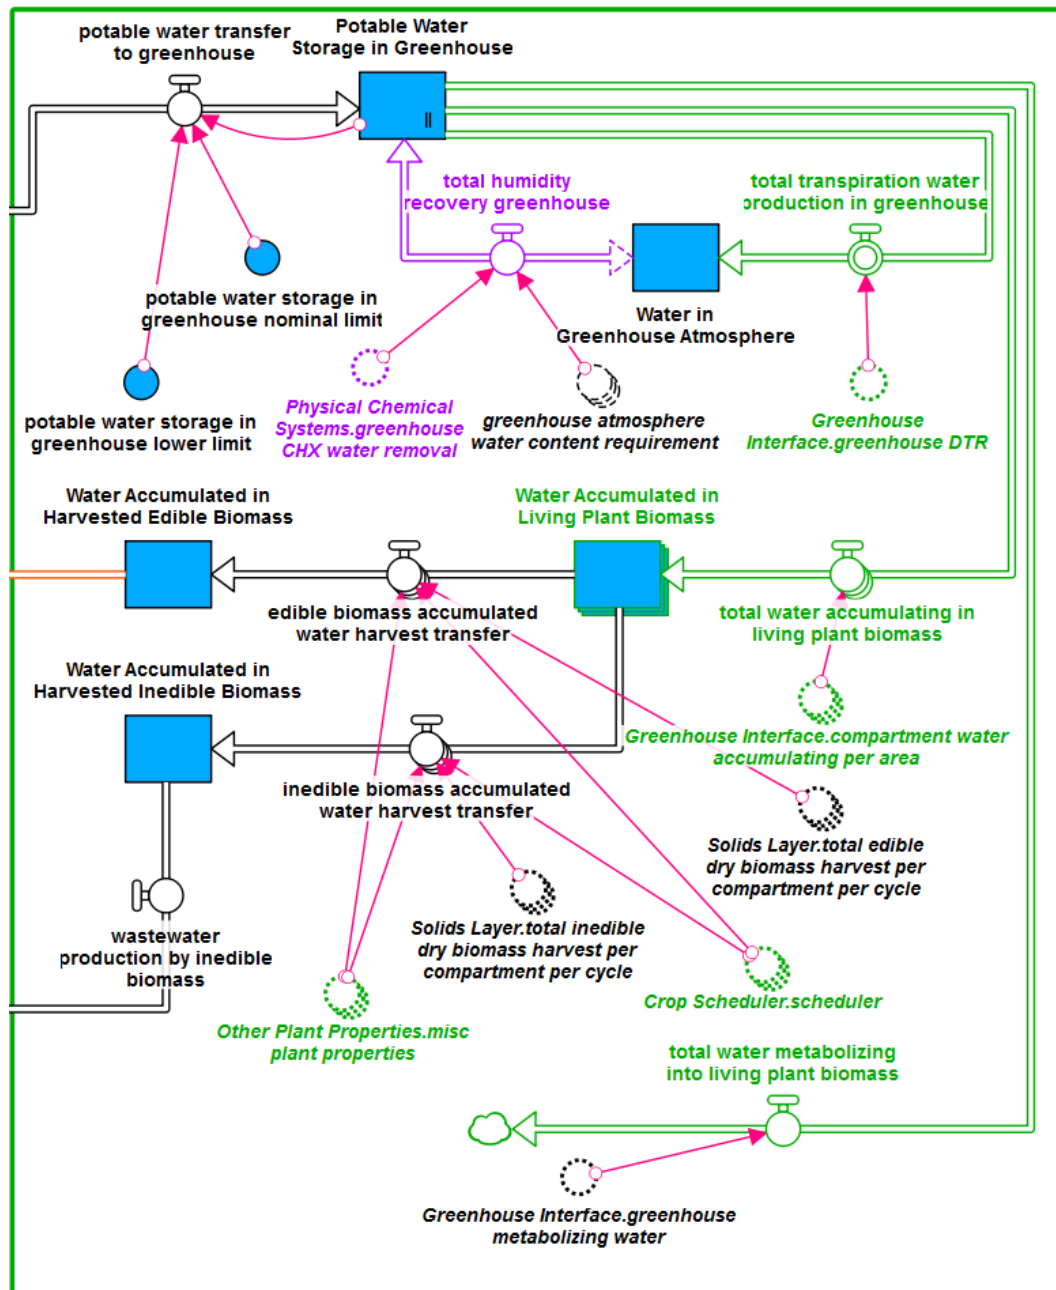 potable water transfer
to greenhouse
Potable Water
Storage in Greenhouse
total humidity
recovery greenhouse
total transpiration water
production in greenhouse
potable water storage in
greenhouse nominal limit
Water in
Greenhouse Atmosphere
potable water storage in
greenhouse lower limit
Physical Chemical
Systems.greenhouse
CHX water removal
greenhouse atmosphere
water content requirement
Greenhouse
Interface.greenhouse DTR
Water Accumulated in
Harvested Edible Biomass
Water Accumulated in
Living Plant Biomass
edible biomass accumulated
water harvest transfer
total water accumulating in
living plant biomass
Water Accumulated in
Harvested Inedible Biomass
Greenhouse Interface.compartment water
accumulating per area
inedible biomass accumulated
water harvest transfer
Solids Layer.total edible
dry biomass harvest per
compartment per cycle
Solids Layer.total inedible
dry biomass harvest per
compartment per cycle
wastewater
production by inedible
biomass
Crop Scheduler.scheduler
Other Plant Properties.misc
plant properties
total water metabolizing
into living plant biomass
Greenhouse Interface.greenhouse
metabolizing water